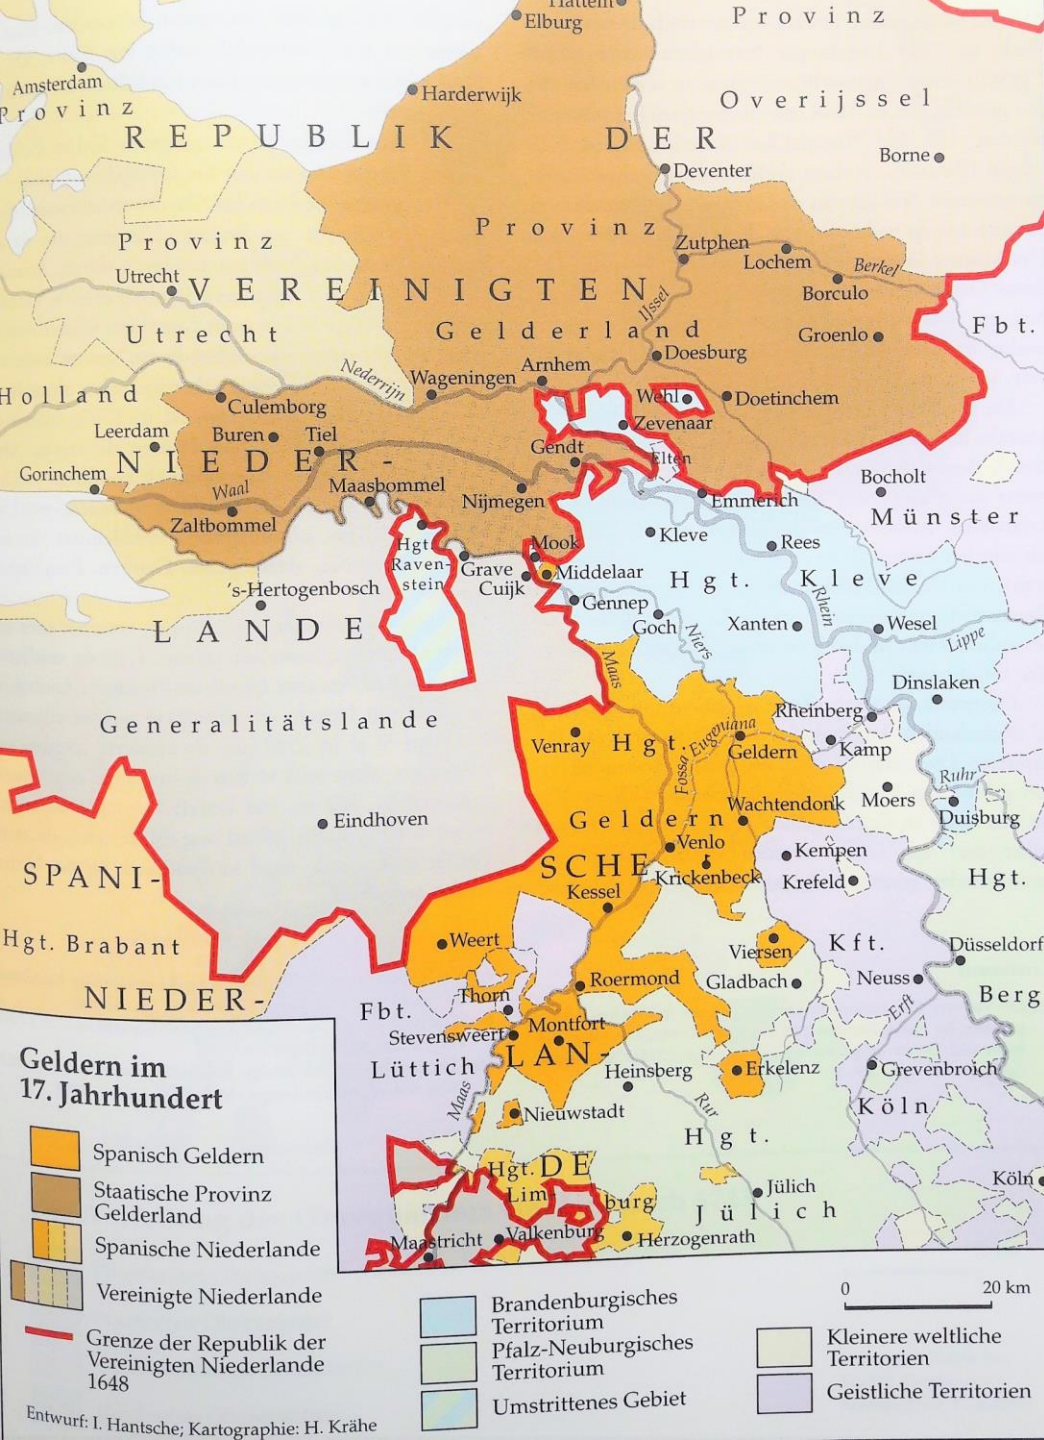 Hattem
Elburg
Provinz
Amsterdam
Harderwijk
Provinz
Overijssel
REPUBLIK DER
Borne
Deventer
Provinz
Provinz
Zutphen
Lochem
Berkel
Utrecht
VEREINIGTEN
IJssel
Borculo
Utrecht
Gelderland
Groenlo
Fbt.
Doesburg
Nederrijn
Wageningen
Arnhem
Holland
Culemborg
Wehl
Doetinchem
Zevenaar
Leerdam
Buren
Tiel
Gendt
Elten
Gorinchem
NIEDER-
Waal
Maasbommel
Nijmegen
Emmerich
Bocholt
Zaltbommel
Münster
Hgt.
Raven-
stein
Mook
Kleve
Rees
Grave
Cuijk
Middelaar
Hgt. Kleve
's-Hertogenbosch
Gennep
Goch
Xanten
Rhein
Wesel
Lippe
LANDE
Niers
Maas
Dinslaken
Generalitätslande
Rheinberg
Venray
Hgt.
Fossa Eugeniana
Geldern
Kamp
Ruhr
Eindhoven
Geldern
Wachtendonk
Moers
Duisburg
SPANI-
SCHE
Venlo
Krickenbeck
Kempen
Krefeld
Hgt.
Kessel
Hgt. Brabant
Weert
Viersen
Kft.
Düsseldorf
NIEDER-
Thorn
Roermond
Gladbach
Neuss
Berg
Fbt.
Stevensweert
Montfort
Erft
Lüttich
LAN-
Heinsberg
Erkelenz
Grevenbroich
Maas
Nieuwstadt
Rur
Köln
Hgt.
Hgt.
DE
Lim-
burg
Jülich
Köln
Jülich
Maastricht
Valkenburg
Herzogenrath
Geldern im
17. Jahrhundert
Spanisch Geldern
Staatische Provinz
Gelderland
Spanische Niederlande
Vereinigte Niederlande
Grenze der Republik der
Vereinigten Niederlande
1648
Entwurf: I. Hantsche; Kartographie: H. Krähe
Brandenburgisches
Territorium
Pfalz-Neuburgisches
Territorium
Umstrittenes Gebiet
0 20 km
Kleinere weltliche
Territorien
Geistliche Territorien